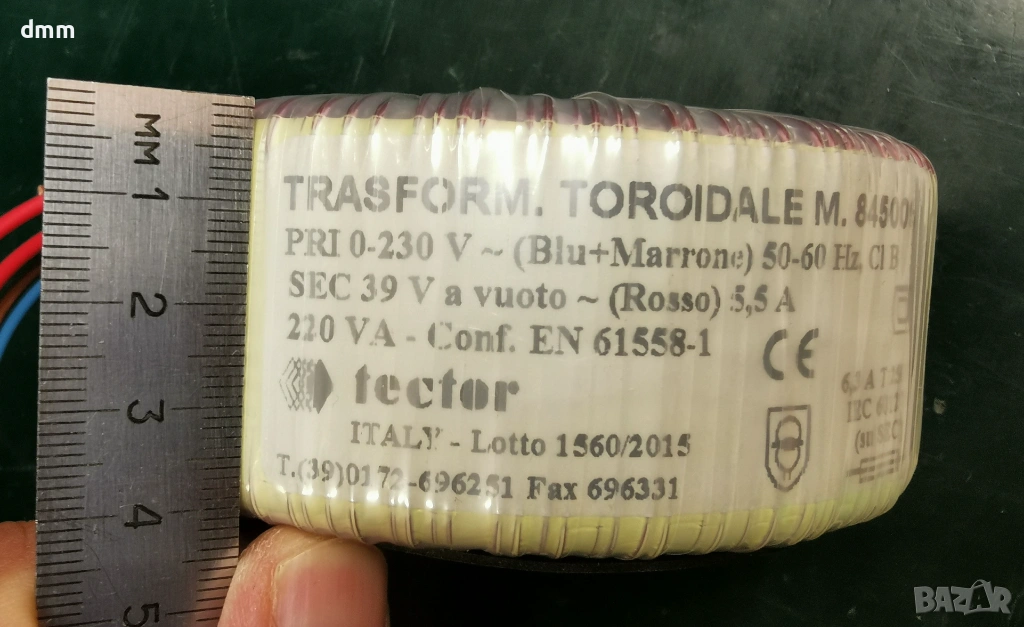 dmm
MM
1
2
3
4
5
TRASFORM. TOROIDALE M.
PRI 0-230 V ~ (Blu+Marrone) 50-60 Hz, Cl B
SEC 39 V a vuoto ~ (Rosso) 5,5 A
220 VA - Conf. EN 61558-1
CE
tector
ITALY - Lotto 1560/2015
T.(39)0172-696251 Fax 696331
IEC
BAZAR